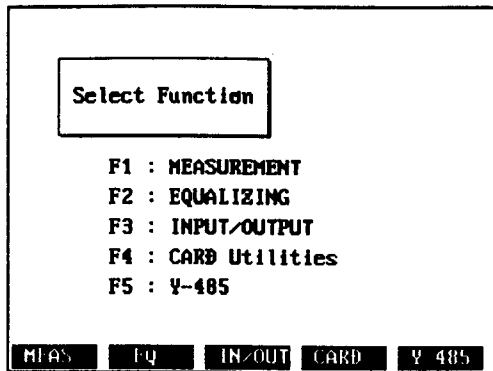 Select Function
F1 : MEASUREMENT
F2 : EQUALIZING
F3 : INPUT/OUTPUT
F4 : CARD Utilities
F5 : Y-485
MEAS EQ IN/OUT CARD Y 485